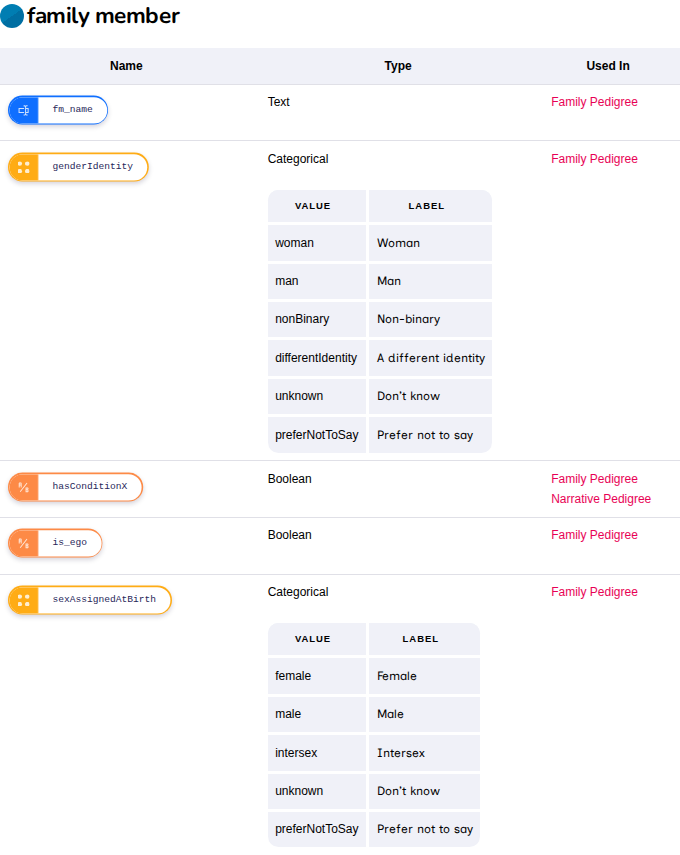 family member
Name Type Used In
fm_name Text Family Pedigree
genderIdentity Categorical Family Pedigree
VALUE LABEL
woman Woman
man Man
nonBinary Non-binary
differentIdentity A different identity
unknown Don't know
preferNotToSay Prefer not to say
hasConditionX Boolean Family Pedigree
Narrative Pedigree
is_ego Boolean Family Pedigree
sexAssignedAtBirth Categorical Family Pedigree
VALUE LABEL
female Female
male Male
intersex Intersex
unknown Don't know
preferNotToSay Prefer not to say